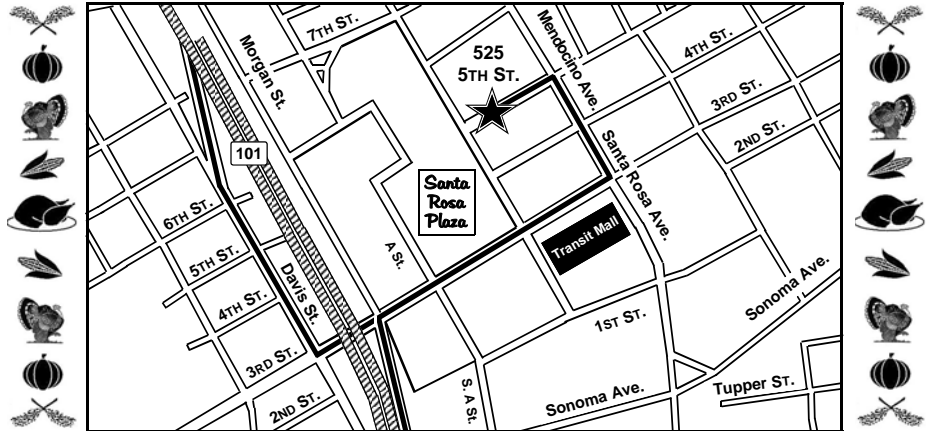 7TH ST.
Morgan St.
525
5TH ST.
Mendocino Ave.
4TH ST.
3RD ST.
2ND ST.
101
Santa
Rosa
Plaza
Santa Rosa Ave.
6TH ST.
5TH ST.
4TH ST.
3RD ST.
2ND ST.
Davis St.
A St.
Transit Mall
1ST ST.
Sonoma Ave.
S. A St.
Sonoma Ave.
Tupper ST.